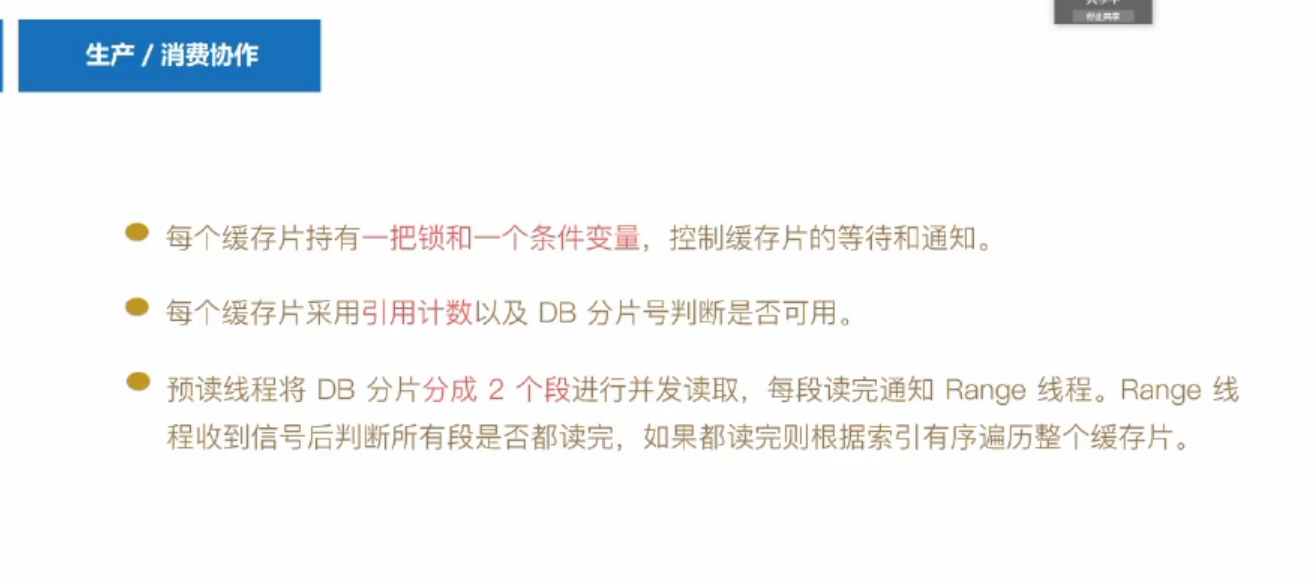 停止共享
生产 / 消费协作
每个缓存片持有一把锁和一个条件变量，控制缓存片的等待和通知。
每个缓存片采用引用计数以及 DB 分片号判断是否可用。
预读线程将 DB 分片分成 2 个段进行并发读取，每段读完通知 Range 线程。Range 线
程收到信号后判断所有段是否都读完，如果都读完则根据索引有序遍历整个缓存片。